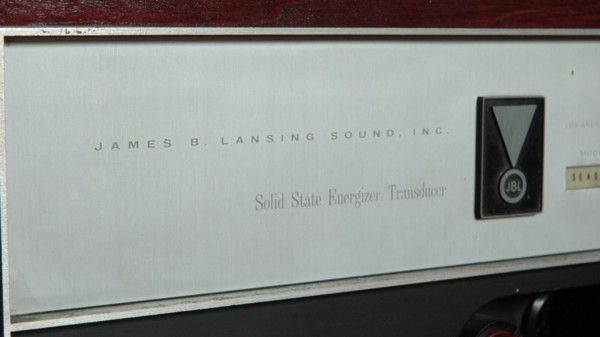 JAMES B. LANSING SOUND, INC.
Solid State Energizer/Transducer
JBL